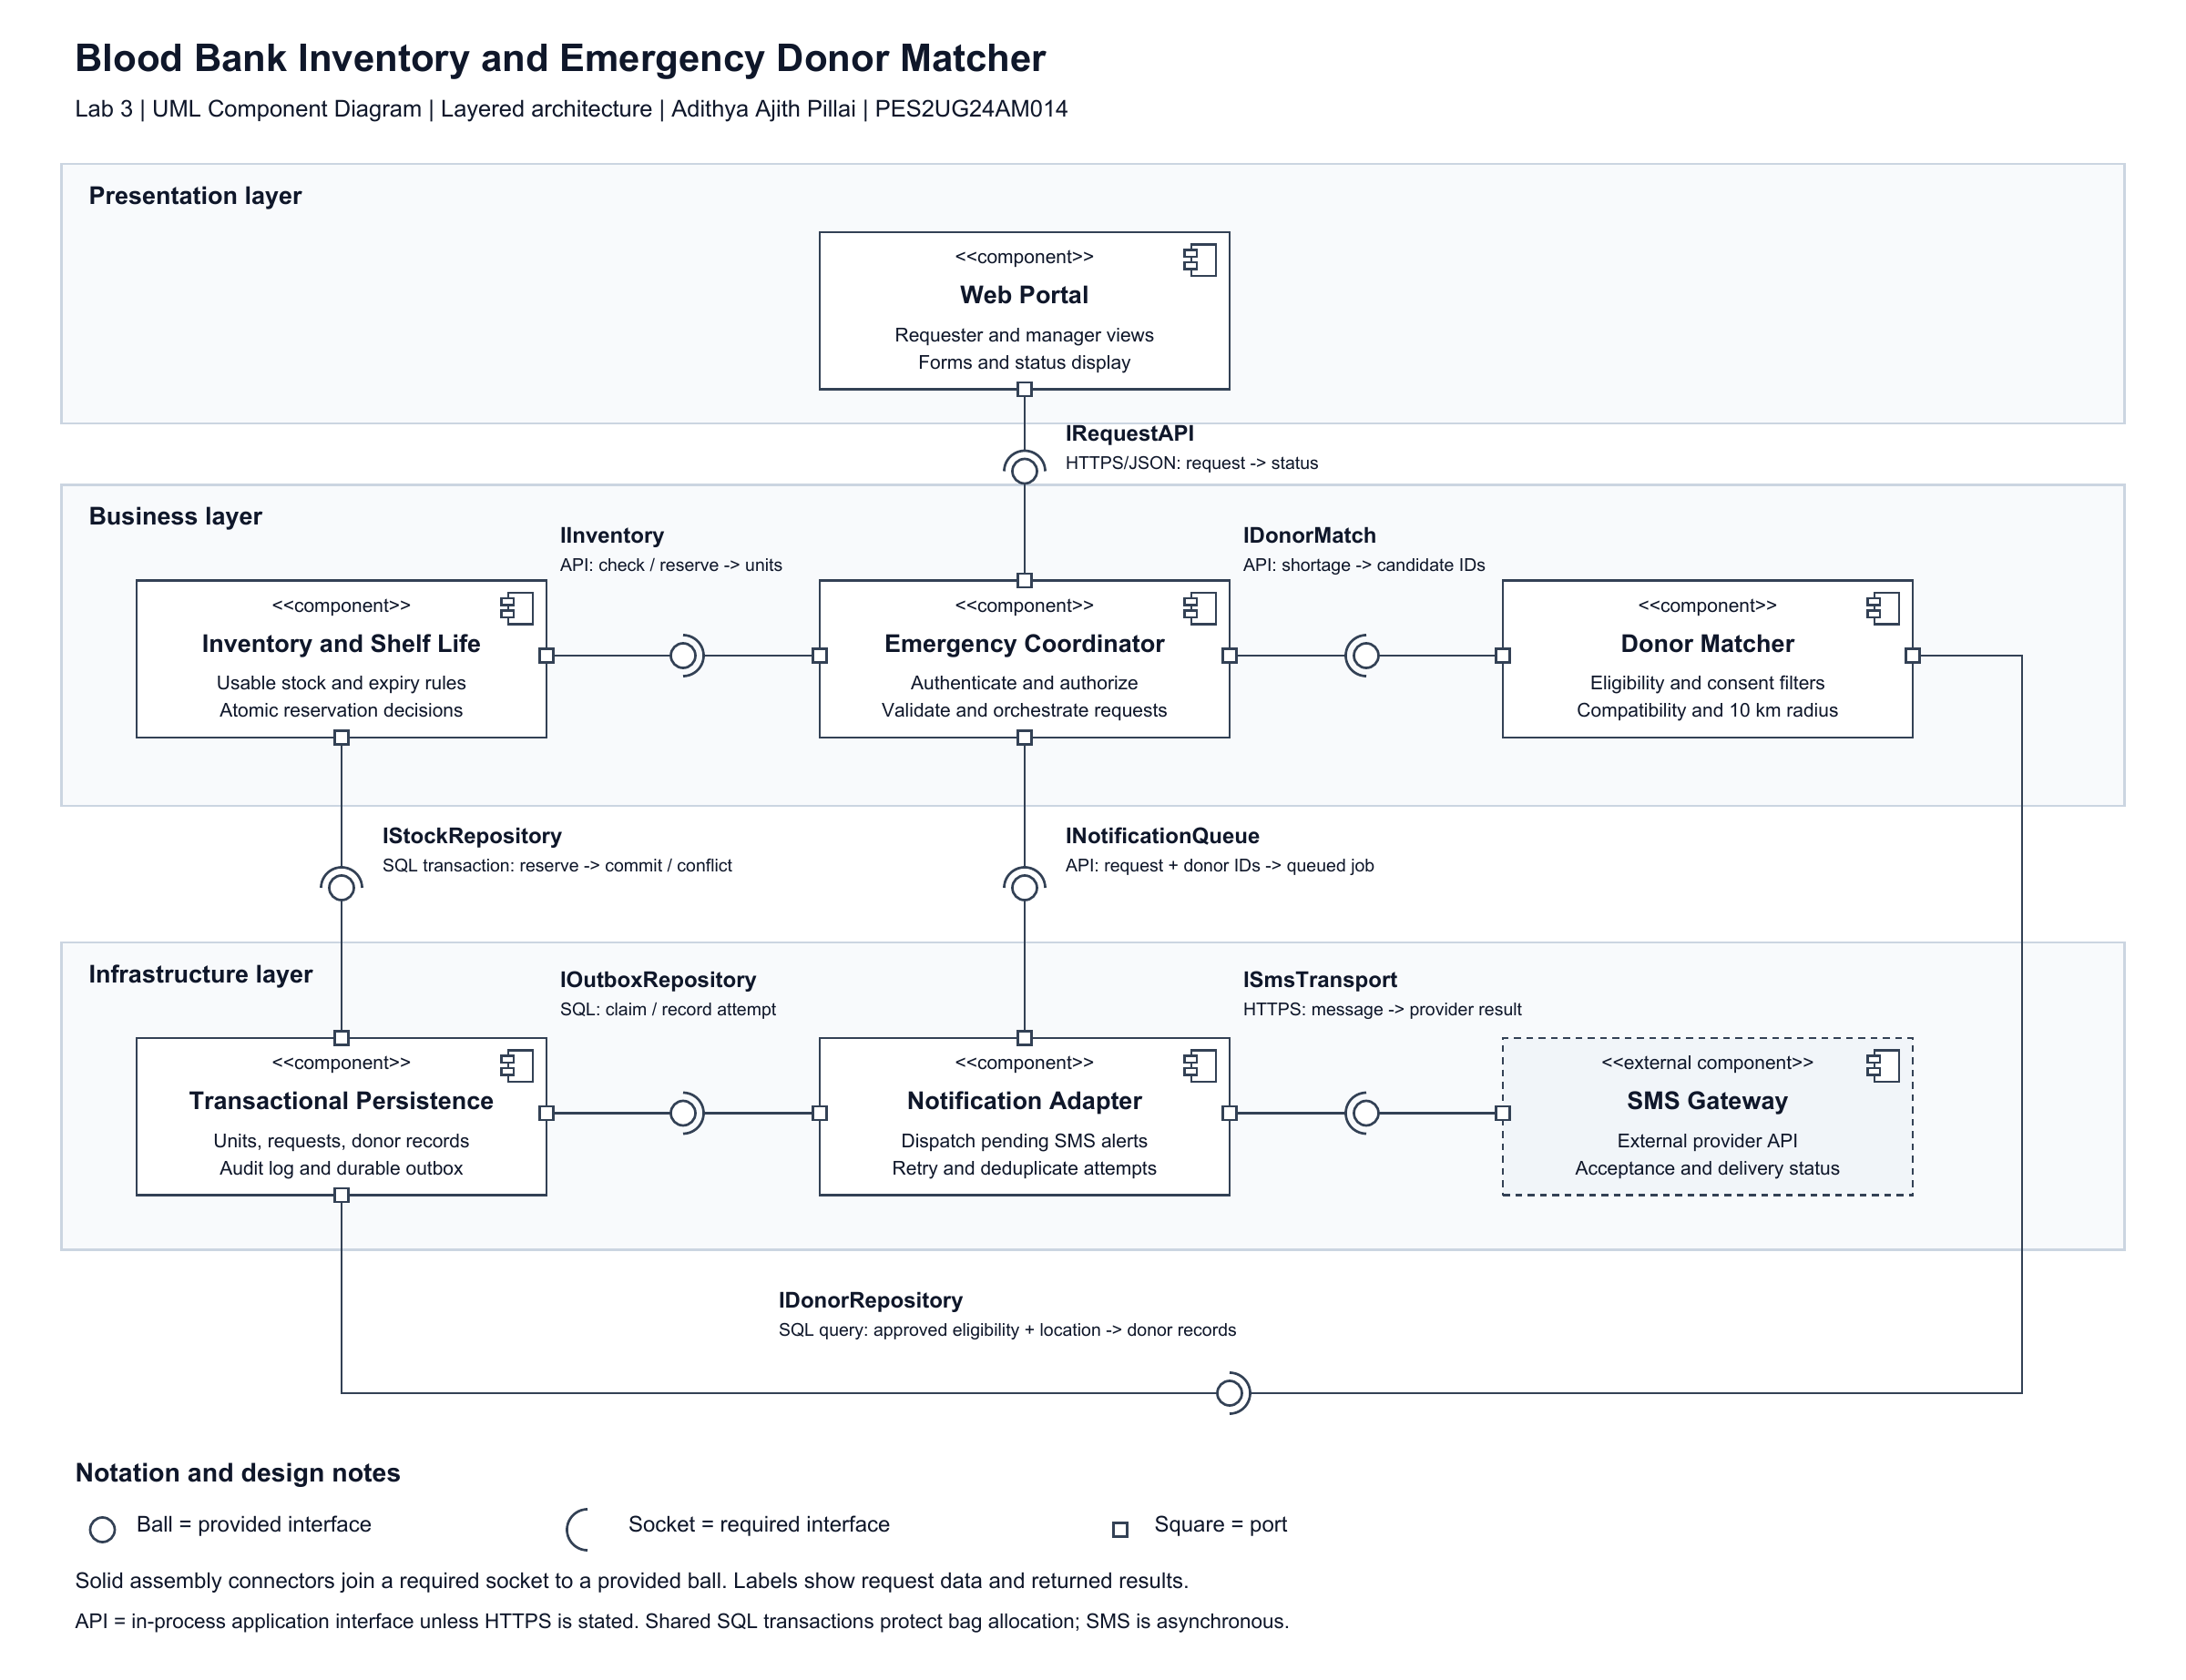 Blood Bank Inventory and Emergency Donor Matcher
Lab 3 | UML Component Diagram | Layered architecture | Adithya Ajith Pillai | PES2UG24AM014
Presentation layer
<<component>>
Web Portal
Requester and manager views
Forms and status display
IRequestAPI
HTTPS/JSON: request -> status
Business layer
IInventory
API: check / reserve -> units
IDonorMatch
API: shortage -> candidate IDs
<<component>>
Inventory and Shelf Life
Usable stock and expiry rules
Atomic reservation decisions
<<component>>
Emergency Coordinator
Authenticate and authorize
Validate and orchestrate requests
<<component>>
Donor Matcher
Eligibility and consent filters
Compatibility and 10 km radius
IStockRepository
SQL transaction: reserve -> commit / conflict
INotificationQueue
API: request + donor IDs -> queued job
Infrastructure layer
IOutboxRepository
SQL: claim / record attempt
ISmsTransport
HTTPS: message -> provider result
<<component>>
Transactional Persistence
Units, requests, donor records
Audit log and durable outbox
<<component>>
Notification Adapter
Dispatch pending SMS alerts
Retry and deduplicate attempts
<<external component>>
SMS Gateway
External provider API
Acceptance and delivery status
IDonorRepository
SQL query: approved eligibility + location -> donor records
Notation and design notes
Ball = provided interface
Socket = required interface
Square = port
Solid assembly connectors join a required socket to a provided ball. Labels show request data and returned results.
API = in-process application interface unless HTTPS is stated. Shared SQL transactions protect bag allocation; SMS is asynchronous.